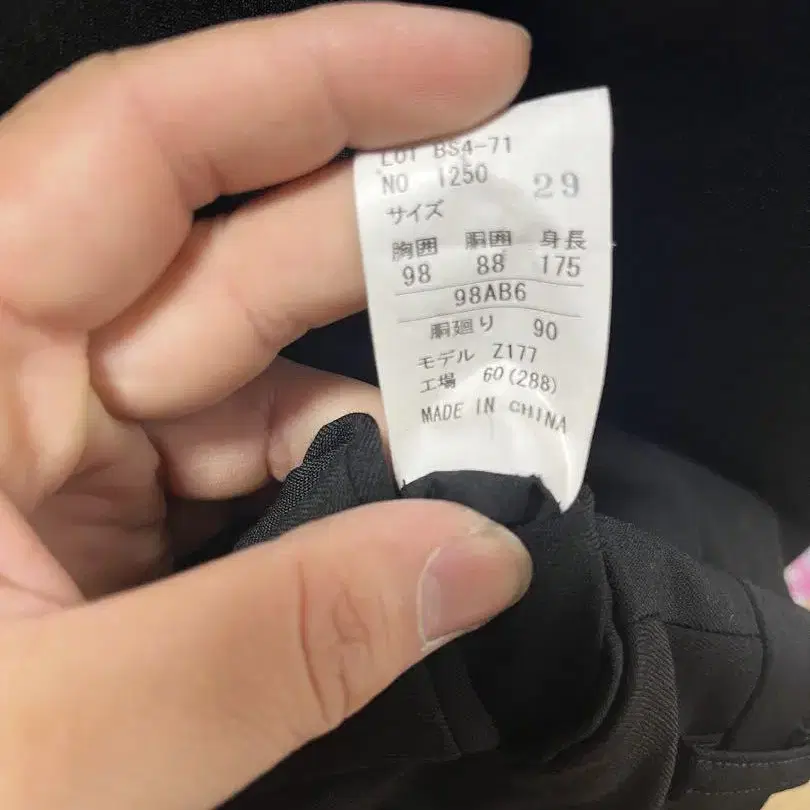 LOT BS4-71
NO 1250 29
サイズ
胸囲 胴囲 身長
98 88 175
98AB6
胴廻り 90
モデル Z177
工場 60(288)
MADE IN CHINA